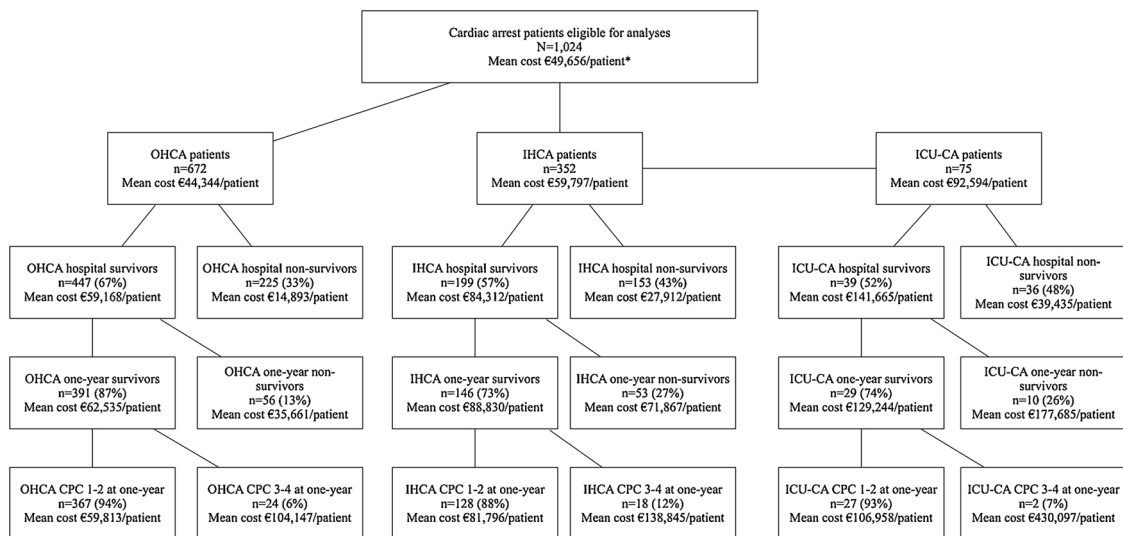 Cardiac arrest patients eligible for analyses
N=1,024
Mean cost €49,656/patient*
OHCA patients
n=672
Mean cost €44,344/patient
IHCA patients
n=352
Mean cost €59,797/patient
ICU-CA patients
n=75
Mean cost €92,594/patient
OHCA hospital survivors
n=447 (67%)
Mean cost €59,168/patient
OHCA hospital non-survivors
n=225 (33%)
Mean cost €14,893/patient
IHCA hospital survivors
n=199 (57%)
Mean cost €84,312/patient
IHCA hospital non-survivors
n=153 (43%)
Mean cost €27,912/patient
ICU-CA hospital survivors
n=39 (52%)
Mean cost €141,665/patient
ICU-CA hospital non-
survivors
n=36 (48%)
Mean cost €39,435/patient
OHCA one-year survivors
n=391 (87%)
Mean cost €62,535/patient
OHCA one-year non-
survivors
n=56 (13%)
Mean cost €35,661/patient
IHCA one-year survivors
n=146 (73%)
Mean cost €88,830/patient
IHCA one-year non-survivors
n=53 (27%)
Mean cost €71,867/patient
ICU-CA one-year survivors
n=29 (74%)
Mean cost €129,244/patient
ICU-CA one-year non-
survivors
n=10 (26%)
Mean cost €177,685/patient
OHCA CPC 1-2 at one-year
n=367 (94%)
Mean cost €59,813/patient
OHCA CPC 3-4 at one-year
n=24 (6%)
Mean cost €104,147/patient
IHCA CPC 1-2 at one-year
n=128 (88%)
Mean cost €81,796/patient
IHCA CPC 3-4 at one-year
n=18 (12%)
Mean cost €138,845/patient
ICU-CA CPC 1-2 at one-year
n=27 (93%)
Mean cost €106,958/patient
ICU-CA CPC 3-4 at one-year
n=2 (7%)
Mean cost €430,097/patient